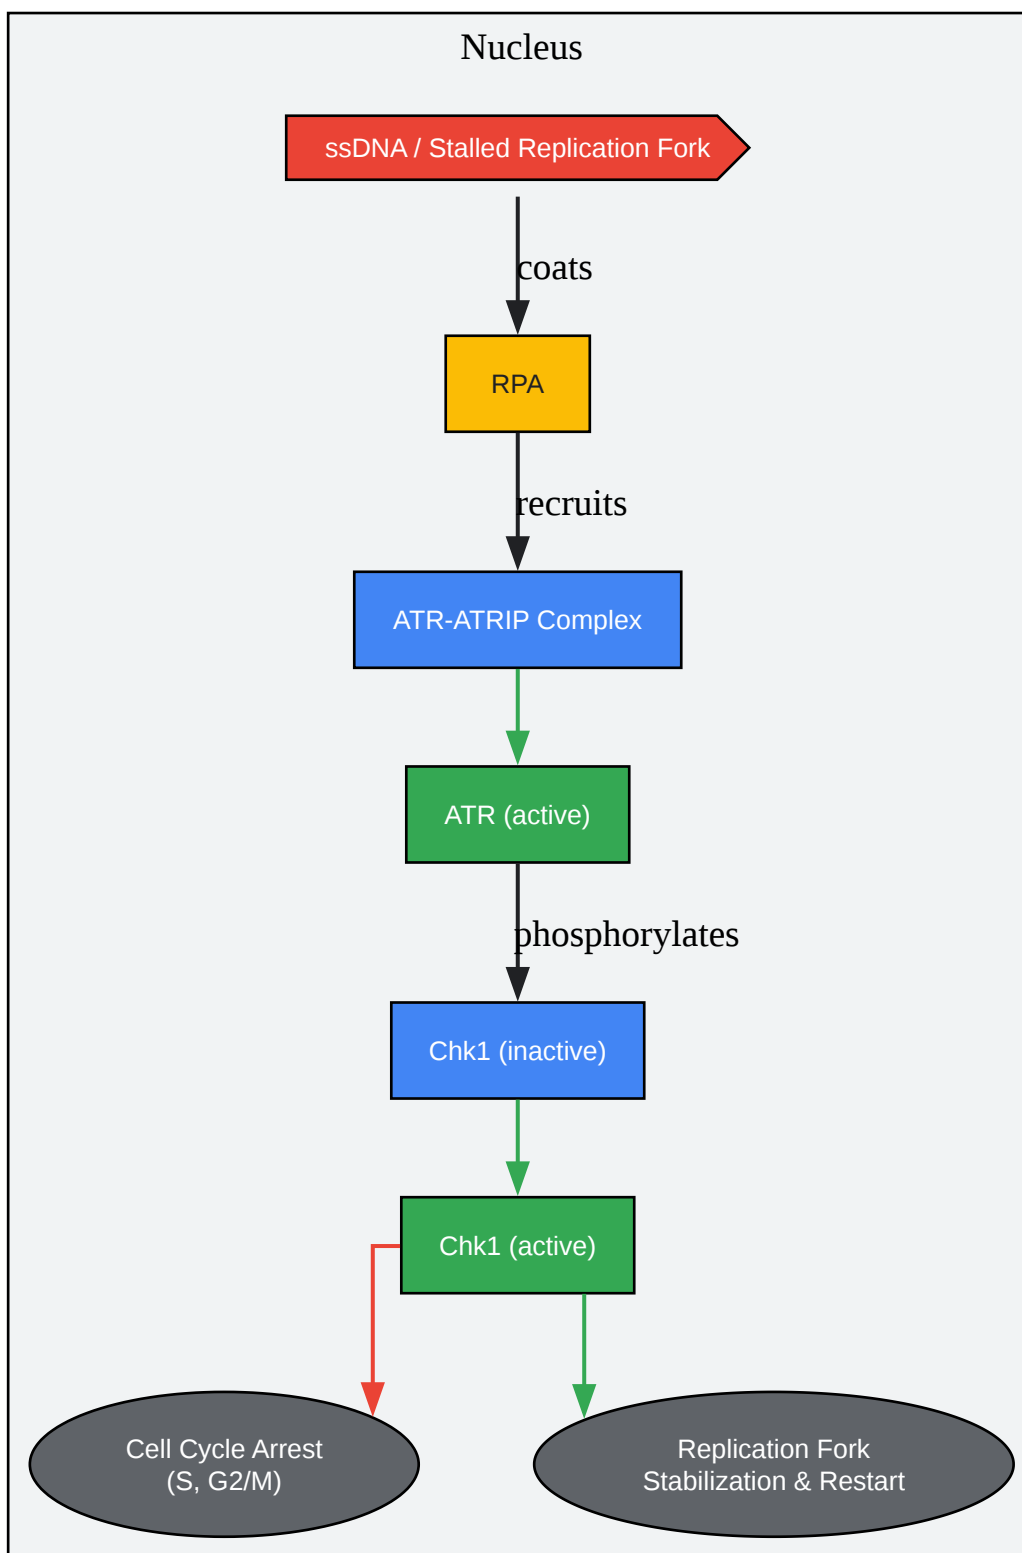 Nucleus
ssDNA / Stalled Replication Fork
coats
RPA
recruits
ATR-ATRIP Complex
ATR (active)
phosphorylates
Chk1 (inactive)
Chk1 (active)
Cell Cycle Arrest
(S, G2/M)
Replication Fork
Stabilization & Restart